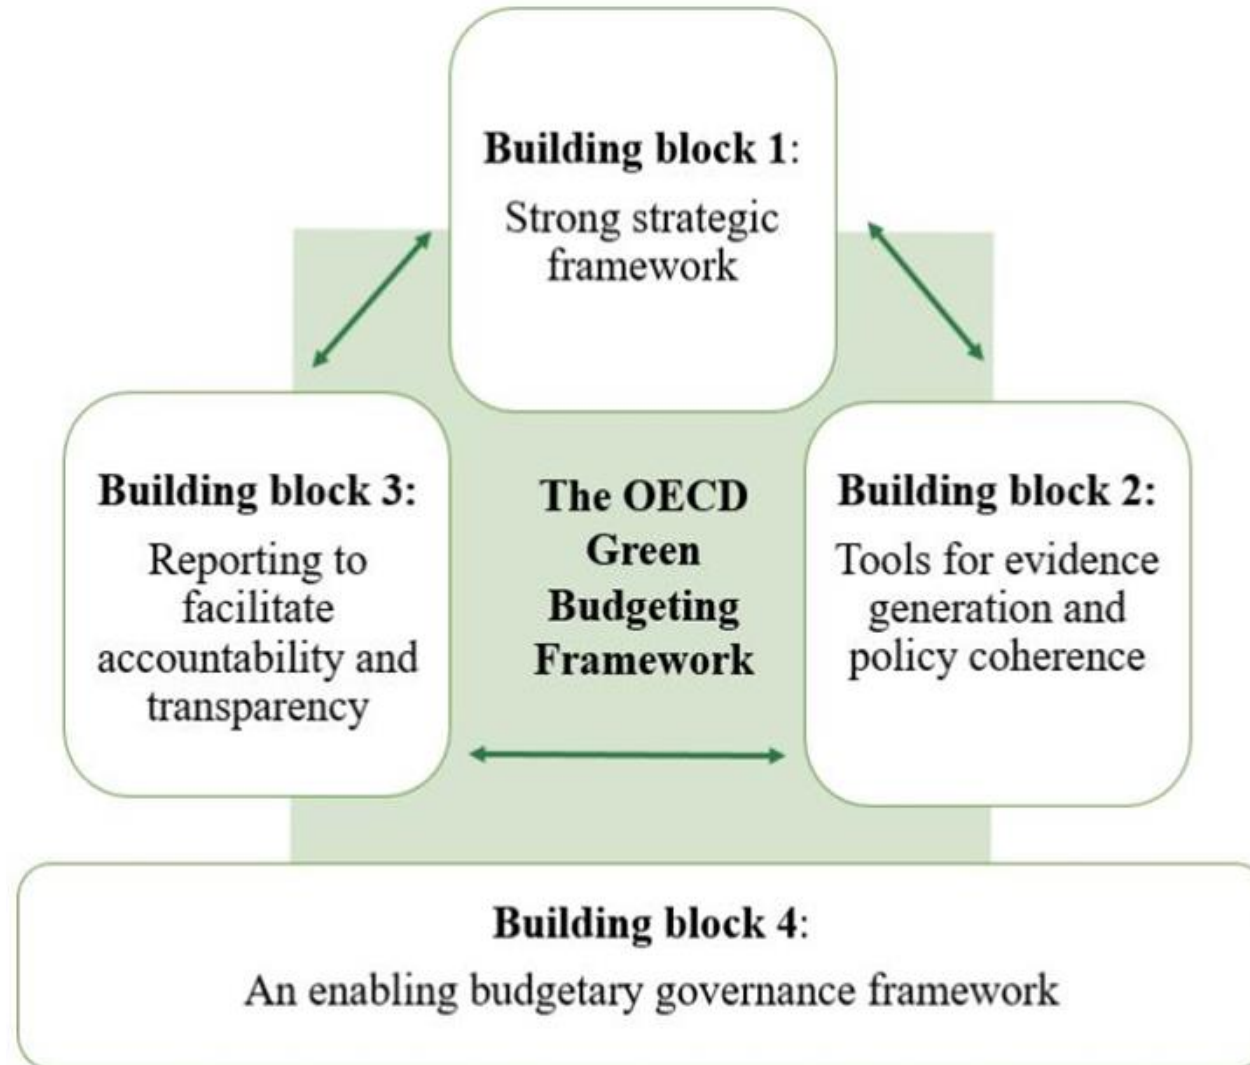 Building block 1:
Strong strategic
framework
Building block 3:
Reporting to
facilitate
accountability and
transparency
The OECD
Green
Budgeting
Framework
Building block 2:
Tools for evidence
generation and
policy coherence
Building block 4:
An enabling budgetary governance framework